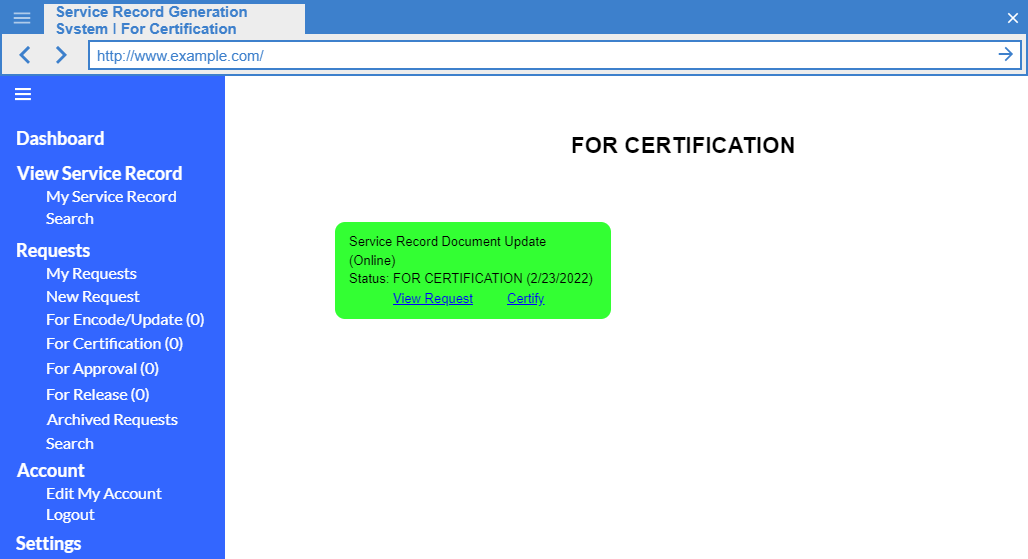 Service Record Generation
System | For Certification
http://www.example.com/
Dashboard
View Service Record
My Service Record
Search
Requests
My Requests
New Request
For Encode/Update (0)
For Certification (0)
For Approval (0)
For Release (0)
Archived Requests
Search
Account
Edit My Account
Logout
Settings
FOR CERTIFICATION
Service Record Document Update
(Online)
Status: FOR CERTIFICATION (2/23/2022)
View Request Certify